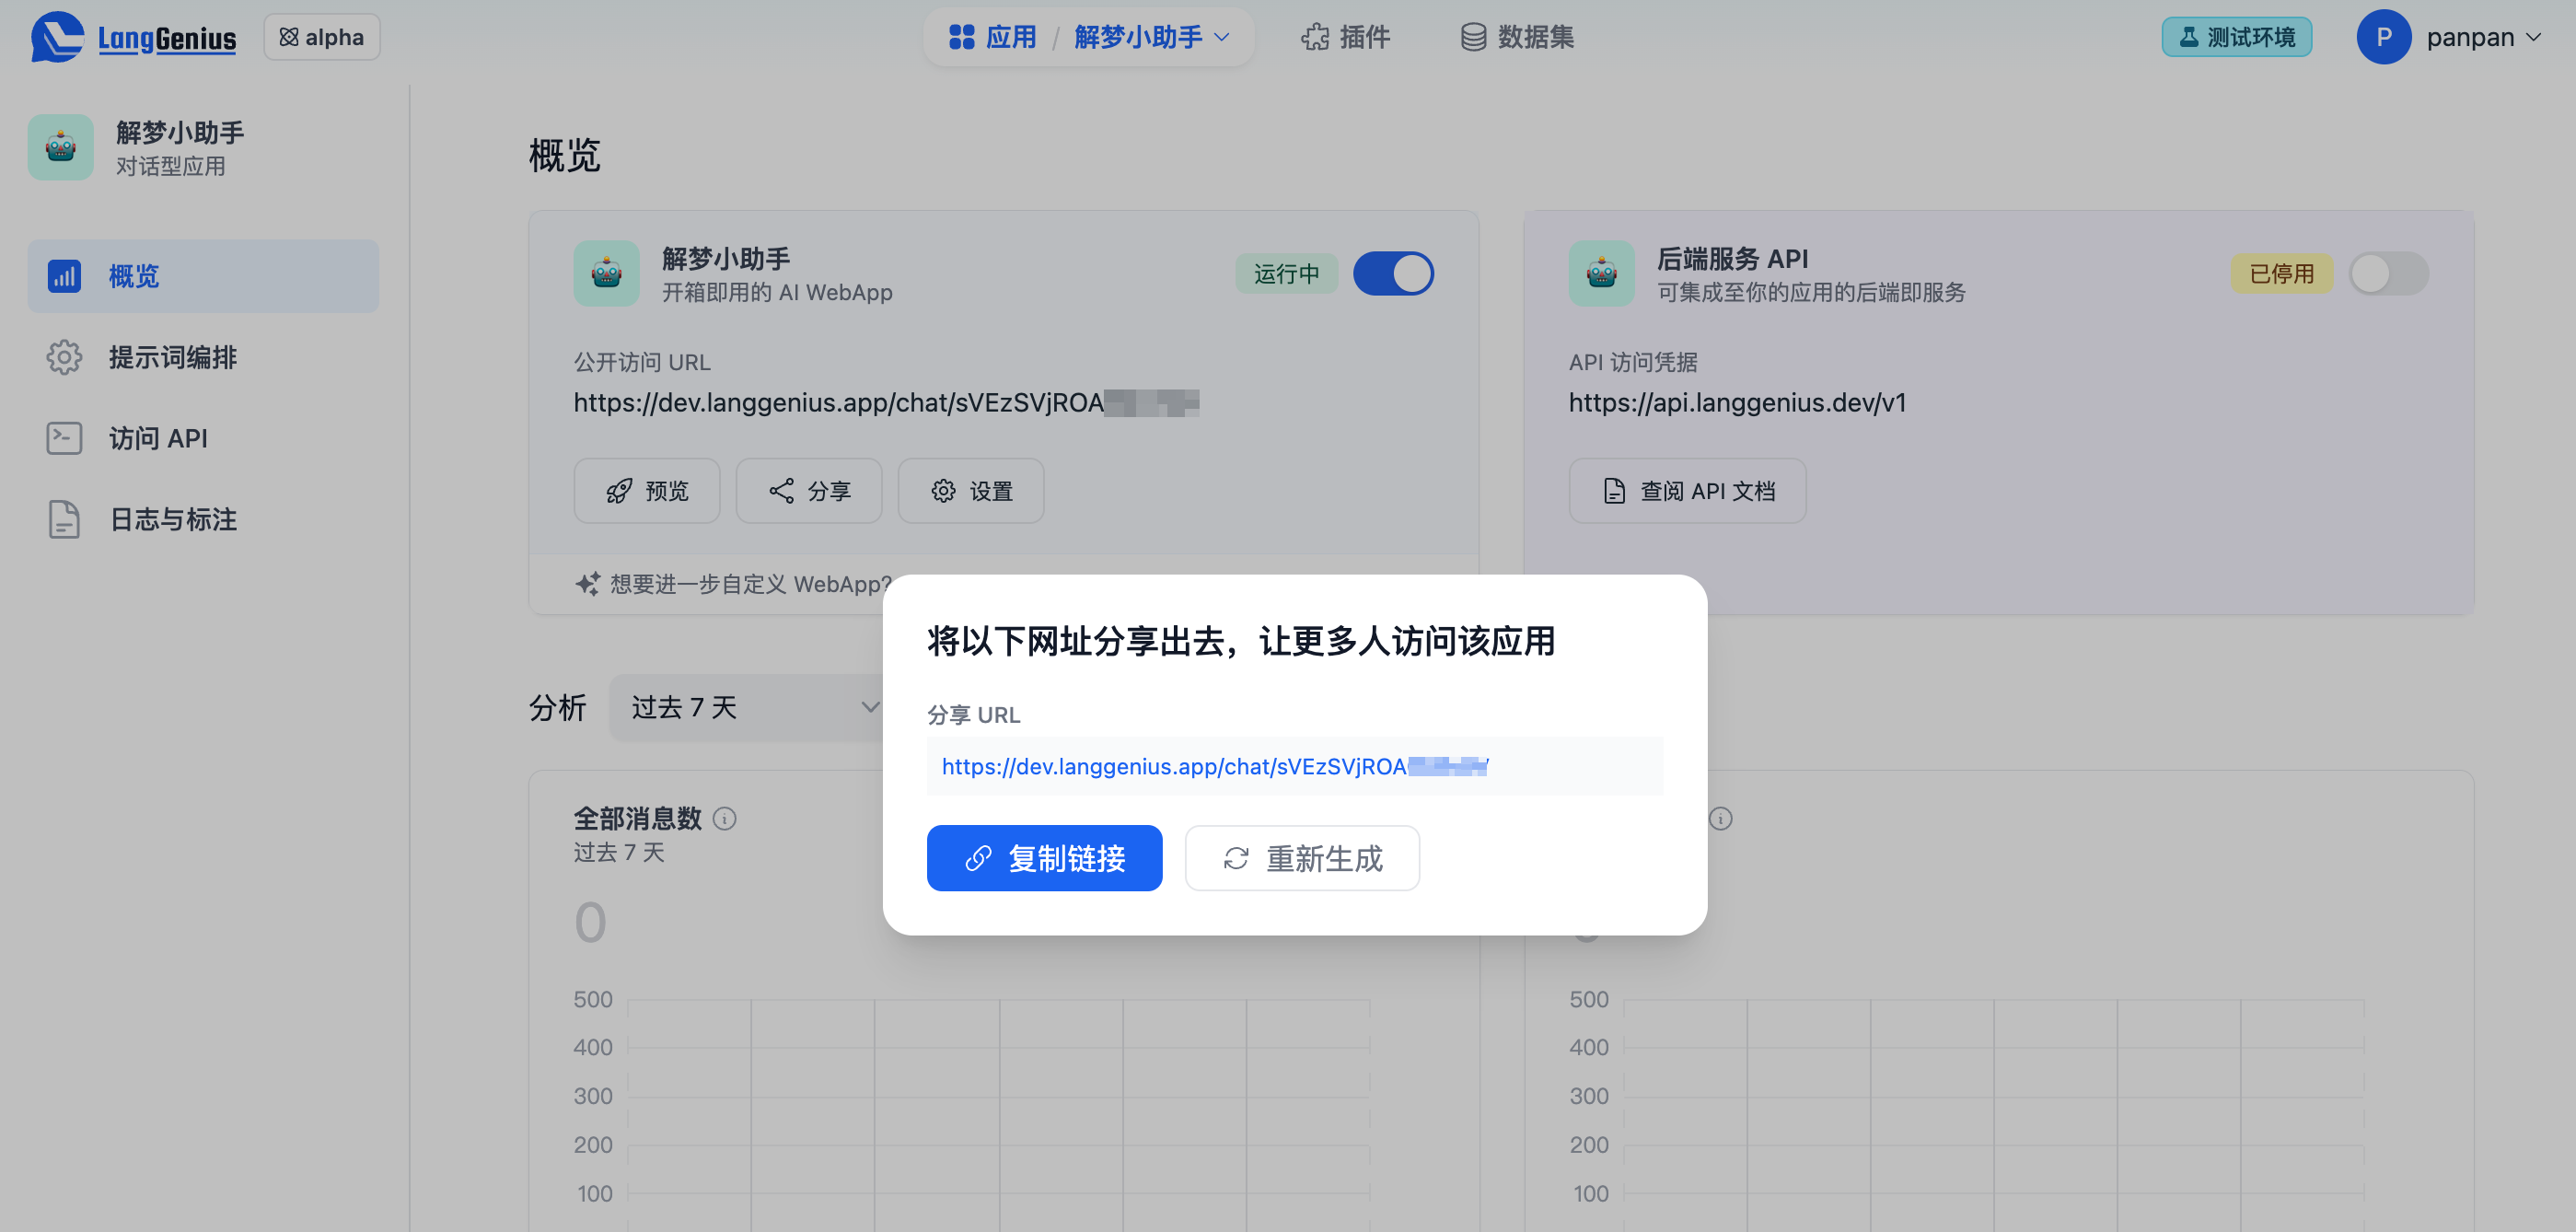 LangGenius
alpha
应用 / 解梦小助手
插件
数据集
测试环境
P
panpan
解梦小助手
对话型应用
概览
提示词编排
访问 API
日志与标注
概览
解梦小助手
开箱即用的 AI WebApp
运行中
公开访问 URL
https://dev.langgenius.app/chat/sVEzSVjROA
预览
分享
设置
想要进一步自定义 WebApp?
后端服务 API
可集成至你的应用的后端即服务
已停用
API 访问凭据
https://api.langgenius.dev/v1
查阅 API 文档
将以下网址分享出去，让更多人访问该应用
分享 URL
https://dev.langgenius.app/chat/sVEzSVjROA
复制链接
重新生成
分析
过去 7 天
全部消息数
过去 7 天
0
500
400
300
200
100
500
400
300
200
100